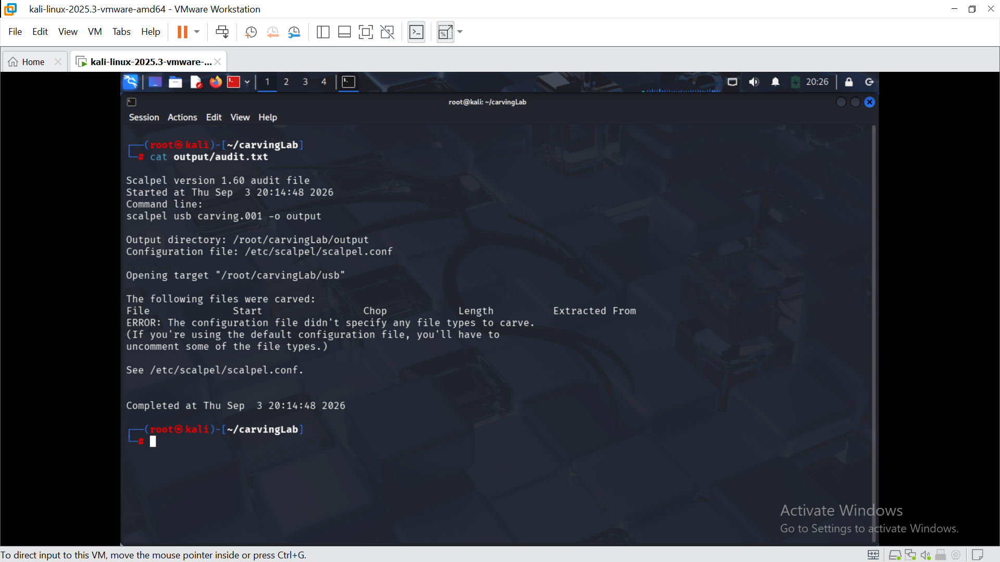 kali-linux-2025.3-vmware-amd64 - VMware Workstation
File Edit View VM Tabs Help
Home kali-linux-2025.3-vmware-...
1 2 3 4 20:26
root@kali: ~/carvingLab
Session Actions Edit View Help
┌──(root㉿kali)-[~/carvingLab]
└─# cat output/audit.txt
Scalpel version 1.60 audit file
Started at Thu Sep  3 20:14:48 2026
Command line:
scalpel usb carving.001 -o output
Output directory: /root/carvingLab/output
Configuration file: /etc/scalpel/scalpel.conf
Opening target "/root/carvingLab/usb"
The following files were carved:
File Start Chop Length Extracted From
ERROR: The configuration file didn't specify any file types to carve.
(If you're using the default configuration file, you'll have to
uncomment some of the file types.)
See /etc/scalpel/scalpel.conf.
Completed at Thu Sep  3 20:14:48 2026
┌──(root㉿kali)-[~/carvingLab]
└─#
Activate Windows
Go to Settings to activate Windows.
To direct input to this VM, move the mouse pointer inside or press Ctrl+G.